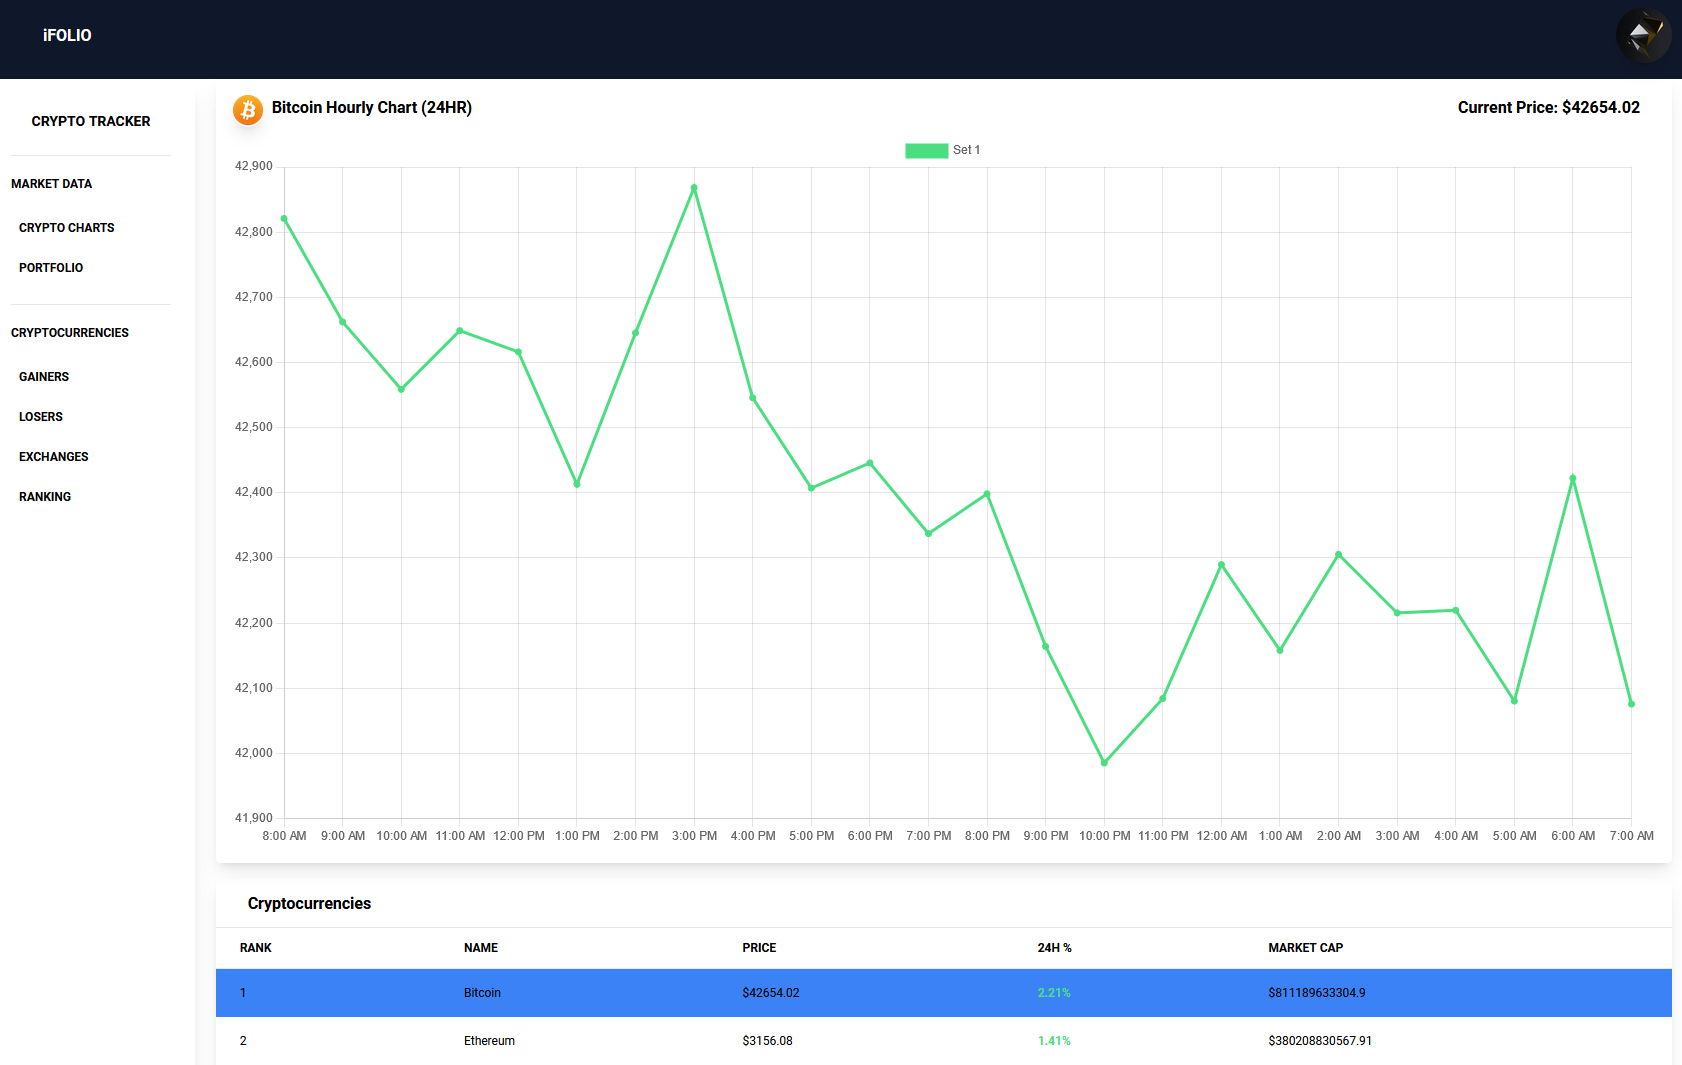 iFOLIO
CRYPTO TRACKER
MARKET DATA
CRYPTO CHARTS
PORTFOLIO
CRYPTOCURRENCIES
GAINERS
LOSERS
EXCHANGES
RANKING
Bitcoin Hourly Chart (24HR)
Current Price: $42654.02
Set 1
42,900
42,800
42,700
42,600
42,500
42,400
42,300
42,200
42,100
42,000
41,900
8:00 AM 9:00 AM 10:00 AM 11:00 AM 12:00 PM 1:00 PM 2:00 PM 3:00 PM 4:00 PM 5:00 PM 6:00 PM 7:00 PM 8:00 PM 9:00 PM 10:00 PM 11:00 PM 12:00 AM 1:00 AM 2:00 AM 3:00 AM 4:00 AM 5:00 AM 6:00 AM 7:00 AM
Cryptocurrencies
RANK NAME PRICE 24H % MARKET CAP
1 Bitcoin $42654.02 2.21% $811189633304.9
2 Ethereum $3156.08 1.41% $380208830567.91